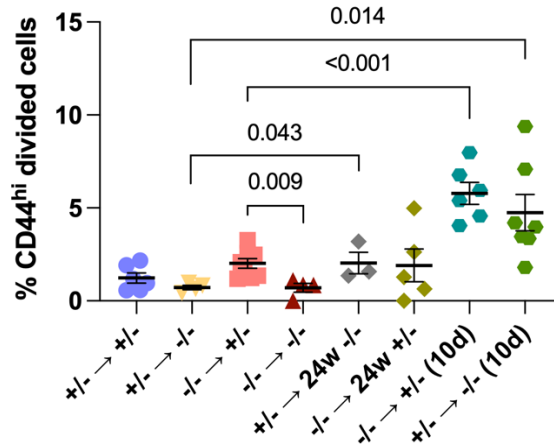 0.014
<0.001
0.043
0.009
% CD44hi divided cells
15
10
5
0
+/- → +/-
+/- → -/-
-/- → +/-
-/- → -/-
+/- → 24w -/-
-/- → 24w +/-
-/- → +/- (10d)
+/- → -/- (10d)